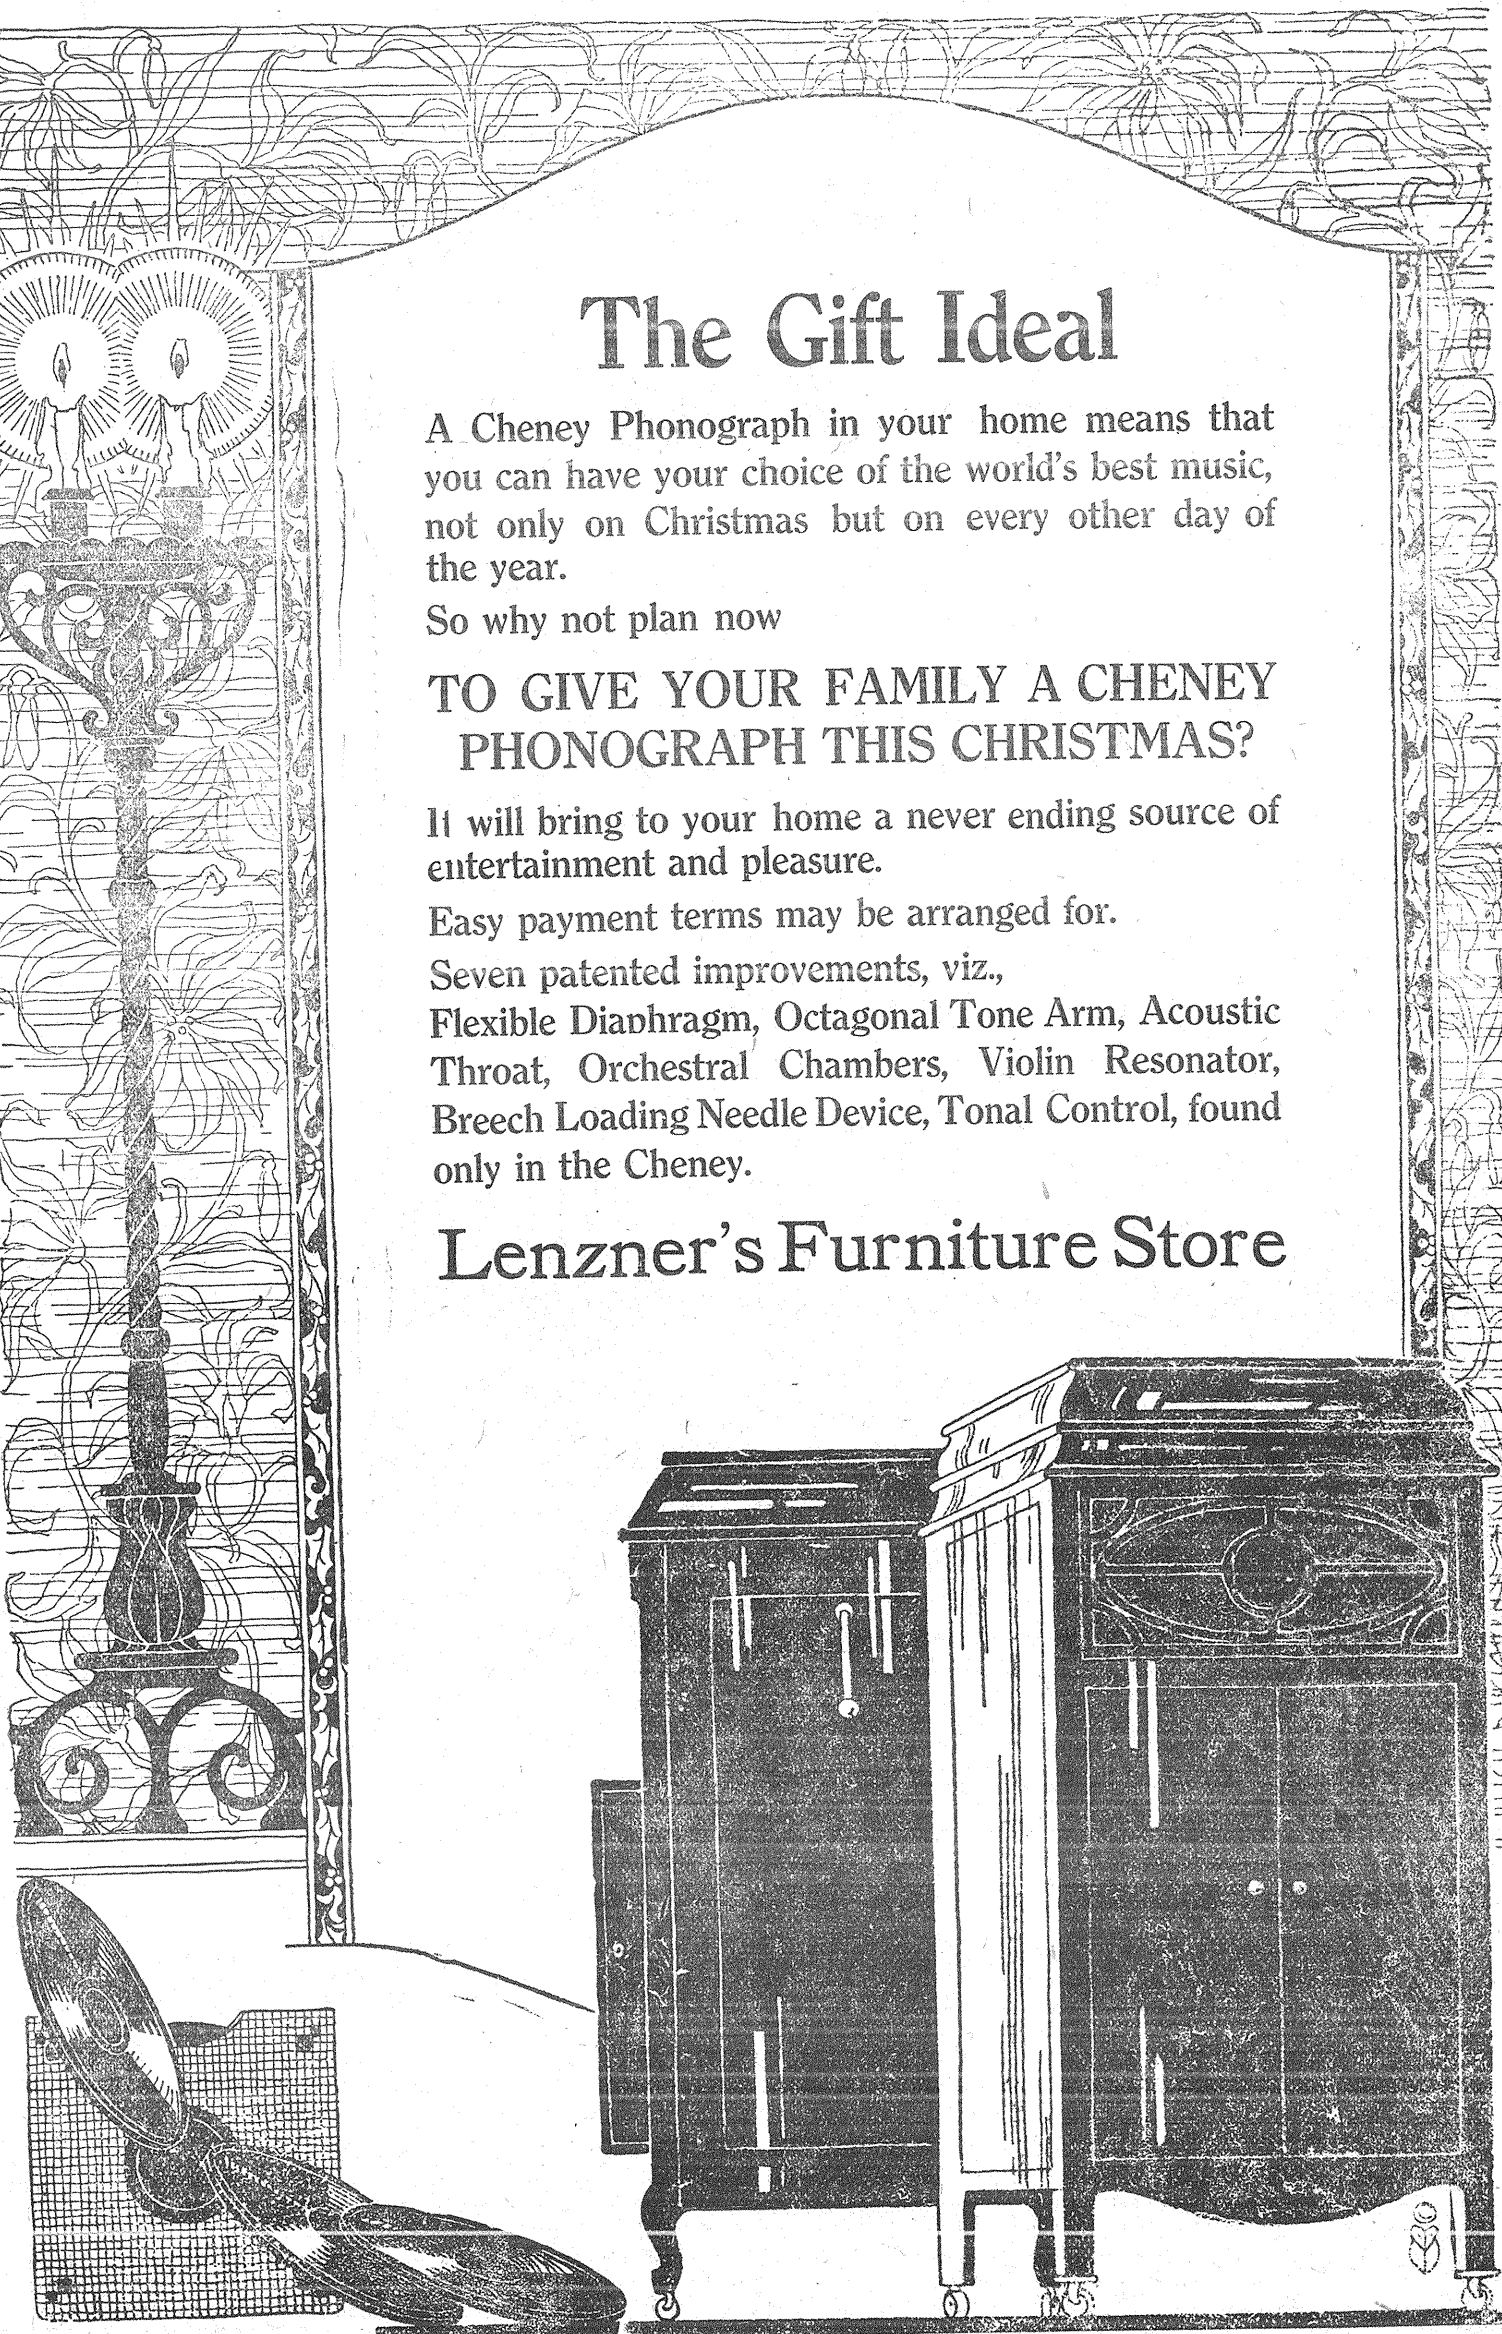 The Gift Ideal
A Cheney Phonograph in your home means that
you can have your choice of the world's best music,
not only on Christmas but on every other day of
the year.
So why not plan now
TO GIVE YOUR FAMILY A CHENEY
PHONOGRAPH THIS CHRISTMAS?
It will bring to your home a never ending source of
entertainment and pleasure.
Easy payment terms may be arranged for.
Seven patented improvements, viz.,
Flexible Diaphragm, Octagonal Tone Arm, Acoustic
Throat, Orchestral Chambers, Violin Resonator,
Breech Loading Needle Device, Tonal Control, found
only in the Cheney.
Lenzner's Furniture Store